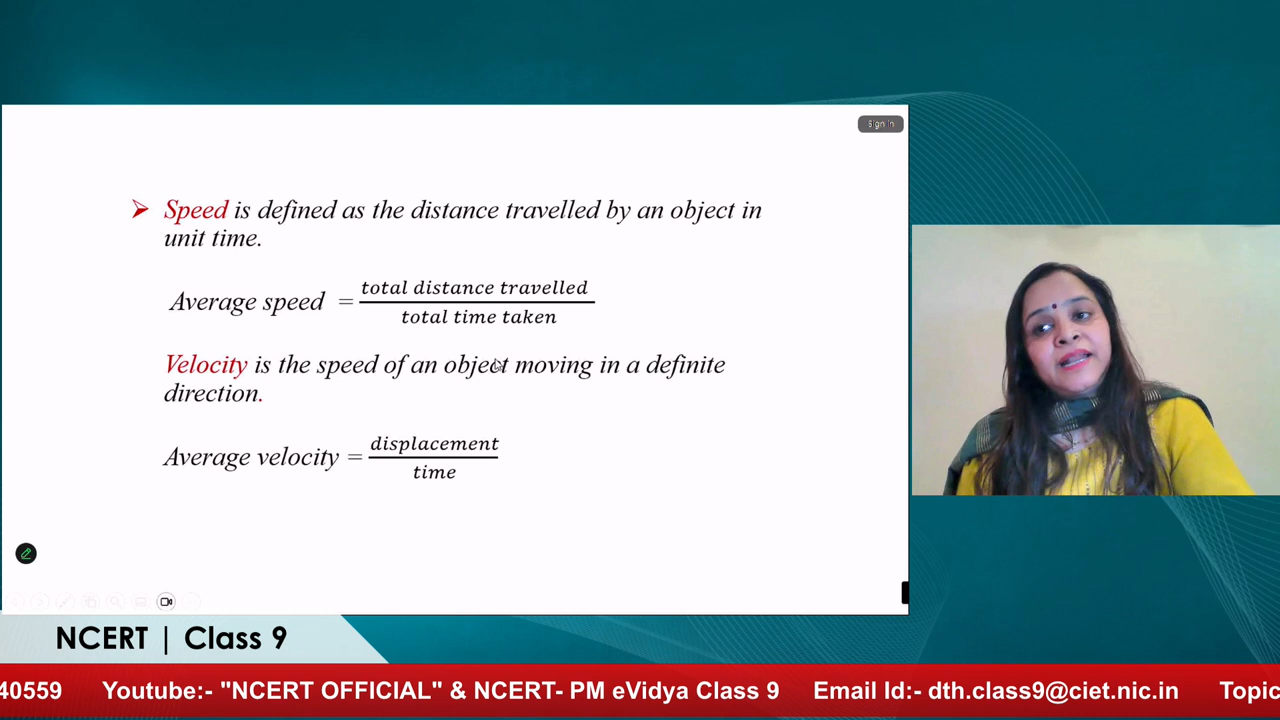 Sign in
➢ Speed is defined as the distance travelled by an object in
unit time.
Average speed = total distance travelled / total time taken
Velocity is the speed of an object moving in a definite
direction.
Average velocity = displacement / time
NCERT | Class 9
40559 Youtube:- "NCERT OFFICIAL" & NCERT- PM eVidya Class 9 Email Id:- dth.class9@ciet.nic.in Topic